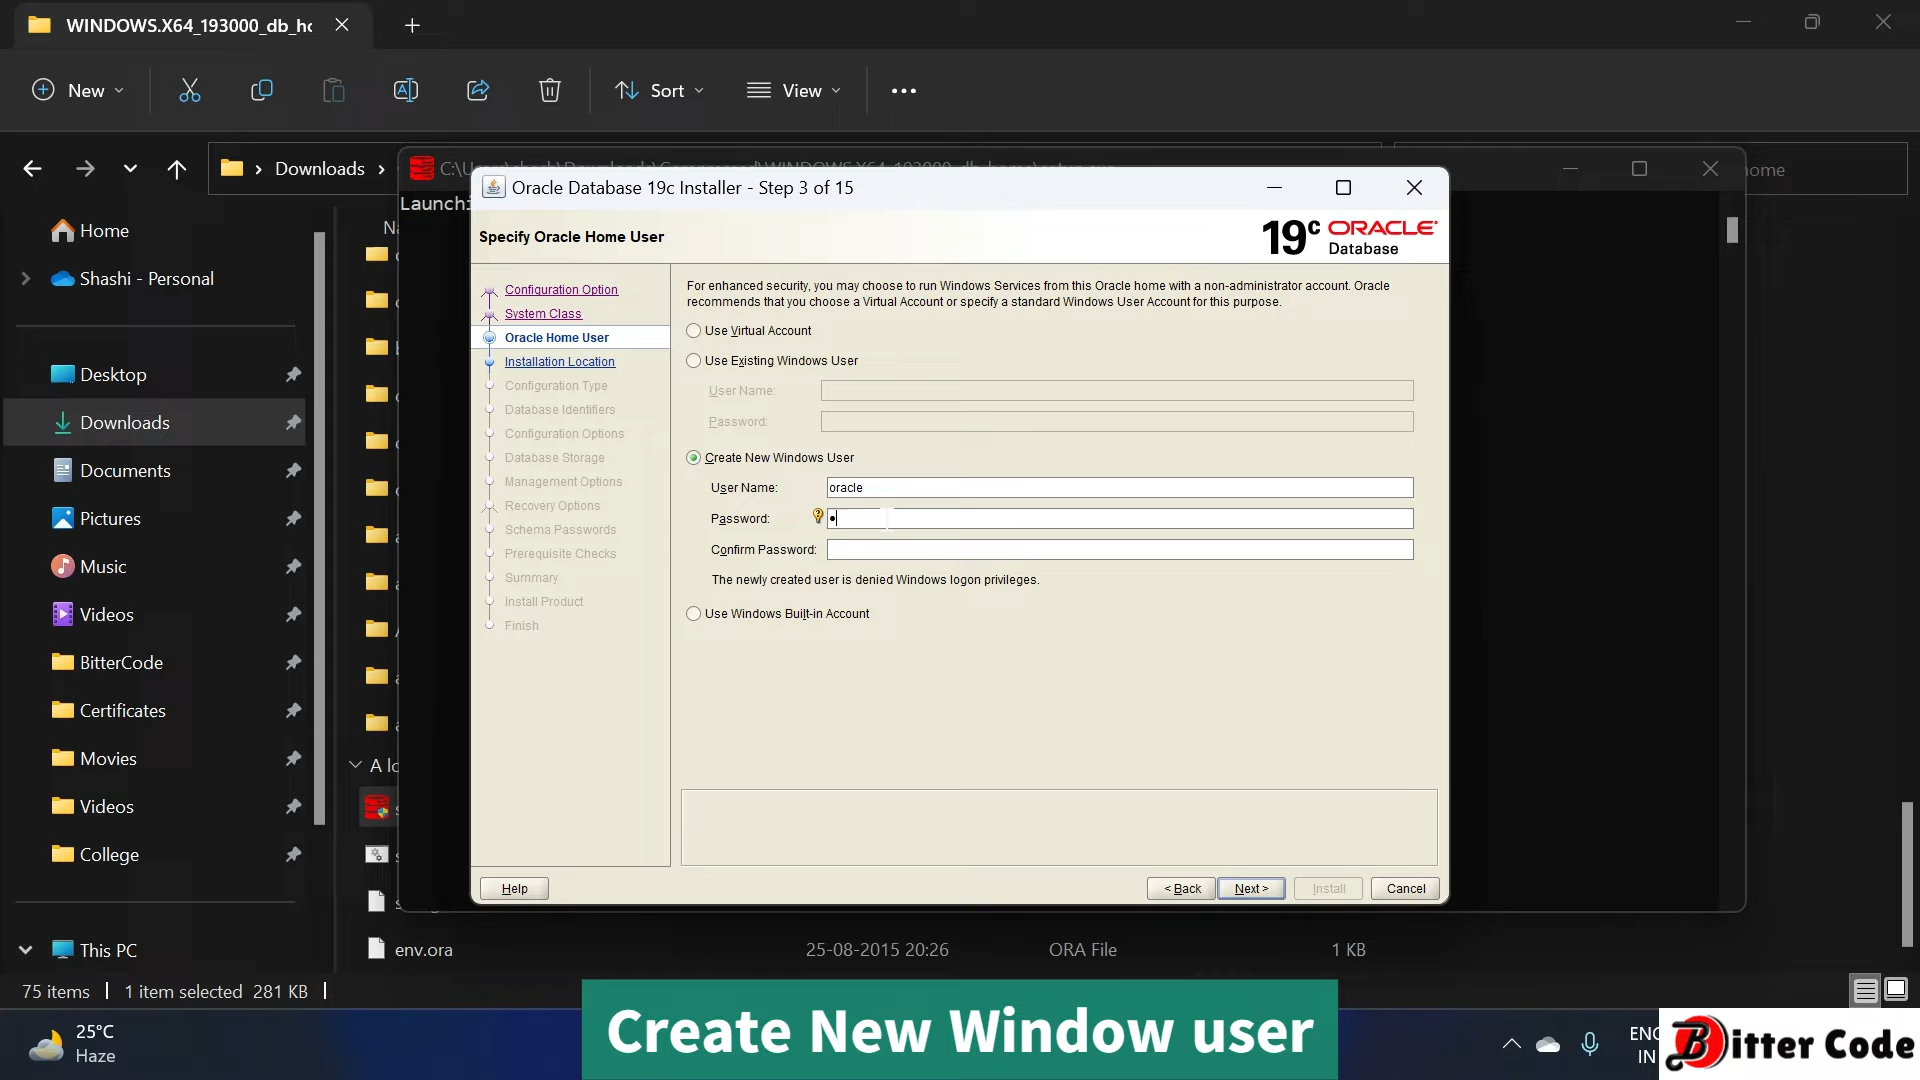 WINDOWS.X64_193000_db_hc
New
Sort
View
Downloads
Launchi
Home
Shashi - Personal
Desktop
Downloads
Documents
Pictures
Music
Videos
BitterCode
Certificates
Movies
Videos
College
This PC
Oracle Database 19c Installer - Step 3 of 15
Specify Oracle Home User
19c ORACLE
Database
Configuration Option
System Class
Oracle Home User
Installation Location
Configuration Type
Database Identifiers
Configuration Options
Database Storage
Management Options
Recovery Options
Schema Passwords
Prerequisite Checks
Summary
Install Product
Finish
For enhanced security, you may choose to run Windows Services from this Oracle home with a non-administrator account. Oracle
recommends that you choose a Virtual Account or specify a standard Windows User Account for this purpose.
Use Virtual Account
Use Existing Windows User
User Name:
Password:
Create New Windows User
User Name: oracle
Password: •
Confirm Password:
The newly created user is denied Windows logon privileges.
Use Windows Built-in Account
Help
< Back
Next >
Install
Cancel
env.ora 25-08-2015 20:26 ORA File 1 KB
75 items 1 item selected 281 KB
Create New Window user
25°C
Haze
ENG
IN
Bitter Code